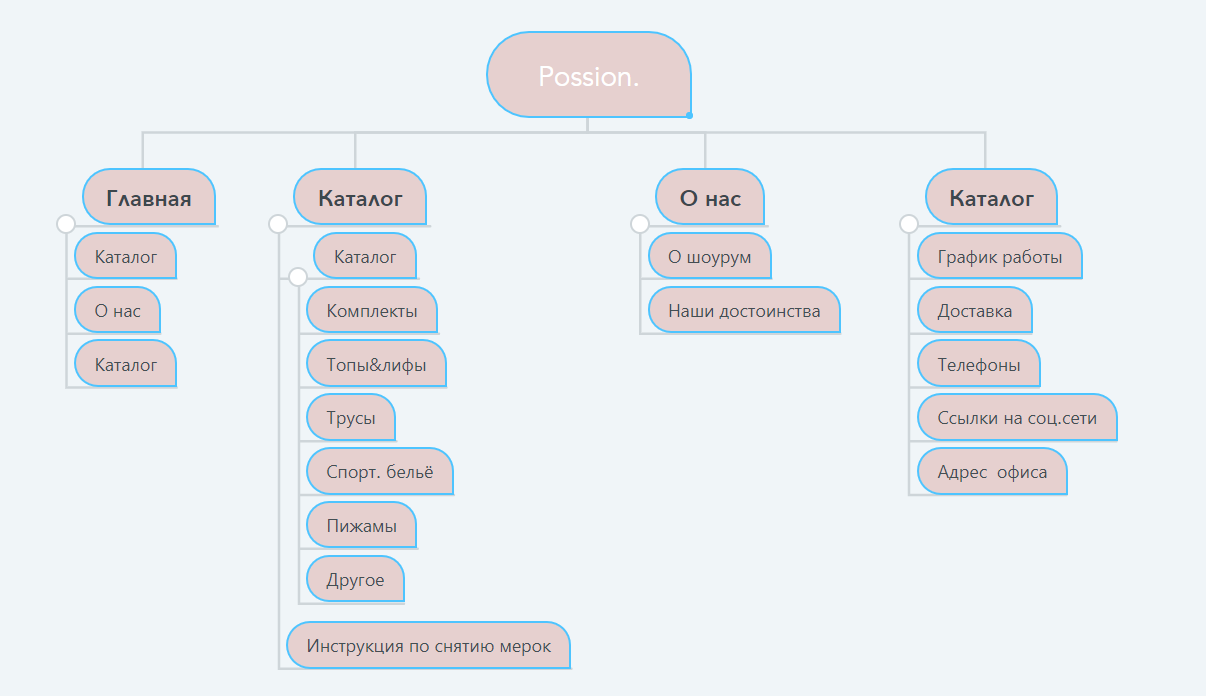 Possion.
Главная
Каталог
О нас
Каталог
Каталог
Каталог
Комплекты
Топы&лифы
Трусы
Спорт. бельё
Пижамы
Другое
Инструкция по снятию мерок
О нас
О шоурум
Наши достоинства
Каталог
График работы
Доставка
Телефоны
Ссылки на соц.сети
Адрес  офиса